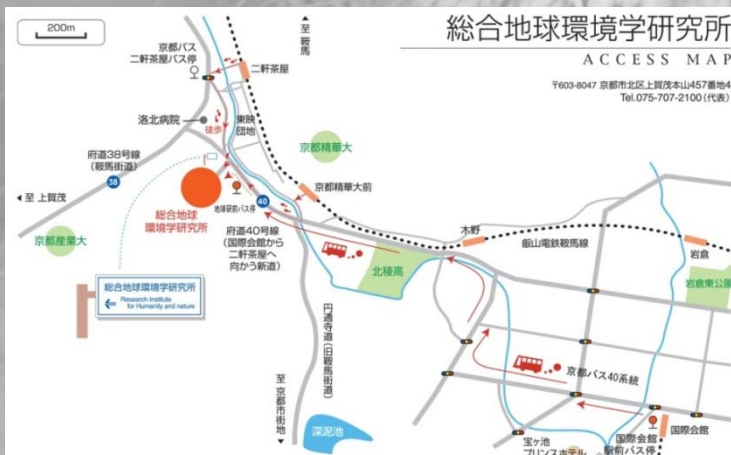 200m
総合地球環境学研究所
ACCESS MAP
〒603-8047 京都市北区上賀茂本山457番地4
Tel.075-707-2100(代表)
京都バス
二軒茶屋バス停
至 鞍馬
二軒茶屋
洛北病院
徒歩
東映
団地
京都精華大
府道38号線
(鞍馬街道)
至 上賀茂
38
京都産業大
総合地球
環境学研究所
地球研前バス停
40
京都精華大前
府道40号線
(国際会館から
二軒茶屋へ
向かう新道)
木野
叡山電鉄鞍馬線
岩倉
北稜高
岩倉東公園
総合地球環境学研究所
Research Institute
for Humanity and nature
円通寺道(旧鞍馬街道)
至 京都市街地
深泥池
京都バス40系統
宝ヶ池
プリンスホテル
国際会館
駅前バス停
国際会館